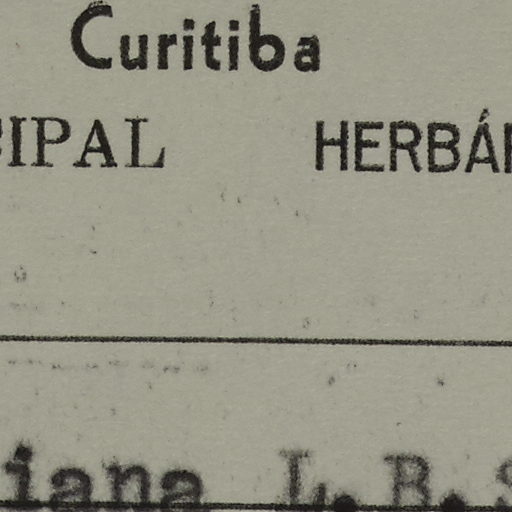 Curitiba
IPAL HERBÁ
iana L. B. S